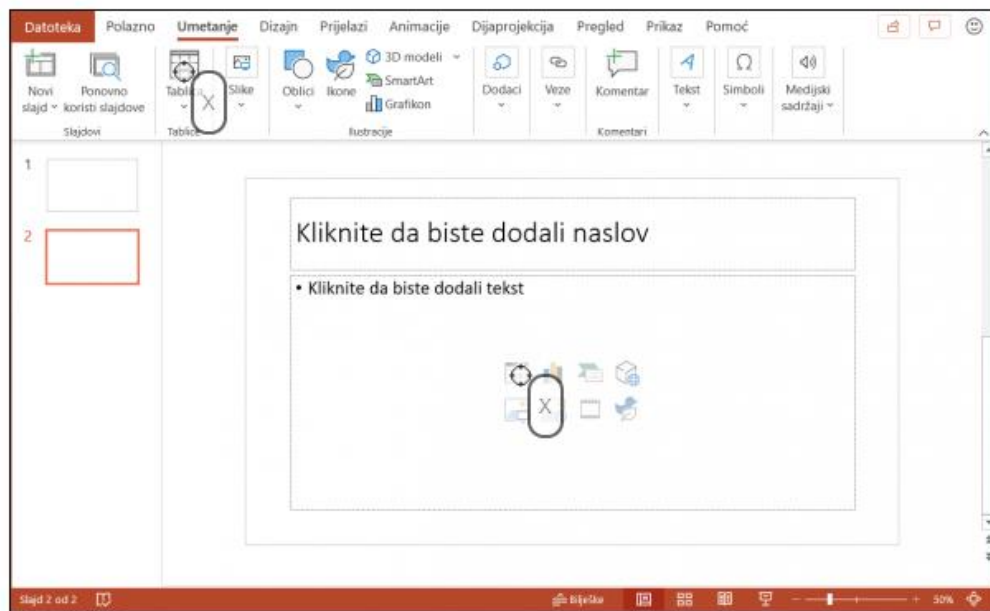 Datoteka Polazno Umetanje Dizajn Prijelazi Animacije Dijaprojekcija Pregled Prikaz Pomoć
Novi slajd
Ponovno koristi slajdove
Tablica
Slike
Oblici
Ikone
3D modeli
SmartArt
Grafikon
Dodaci
Veze
Komentar
Tekst
Simboli
Medijski sadržaji
Slajdovi Tablice Ilustracije Komentari
X
1
2
Kliknite da biste dodali naslov
• Kliknite da biste dodali tekst
X
Slajd 2 od 2 Bilješke 50%